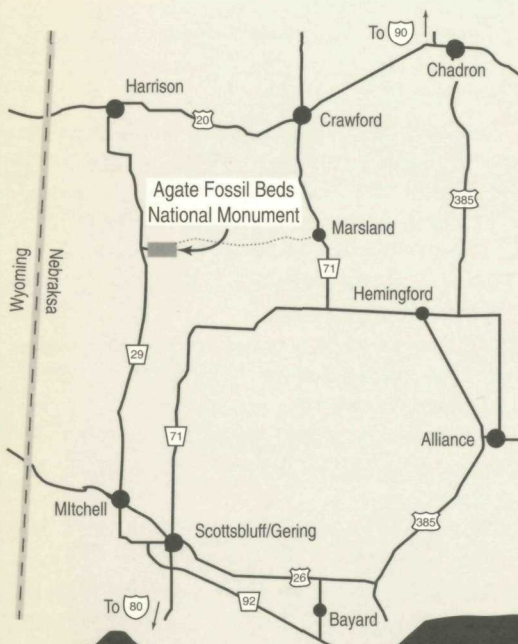 To 90
Chadron
Harrison
20
Crawford
Agate Fossil Beds
National Monument
385
Marsland
Wyoming
Nebraksa
71
Hemingford
29
71
Alliance
MItchell
385
Scottsbluff/Gering
26
To 80
92
Bayard